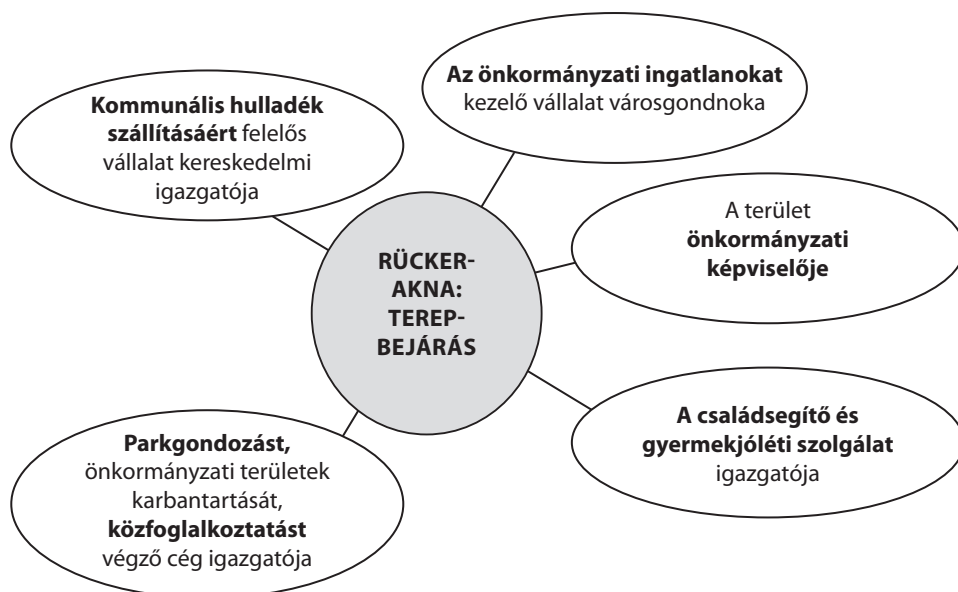 Az önkormányzati ingatlanokat
kezelő vállalat városgondnoka
Kommunális hulladék
szállításáért felelős
vállalat kereskedelmi
igazgatója
A terület
önkormányzati
képviselője
RÜCKER-
AKNA:
TEREP-
BEJÁRÁS
A családsegítő és
gyermekjóléti szolgálat
igazgatója
Parkgondozást,
önkormányzati területek
karbantartását,
közfoglalkoztatást
végző cég igazgatója